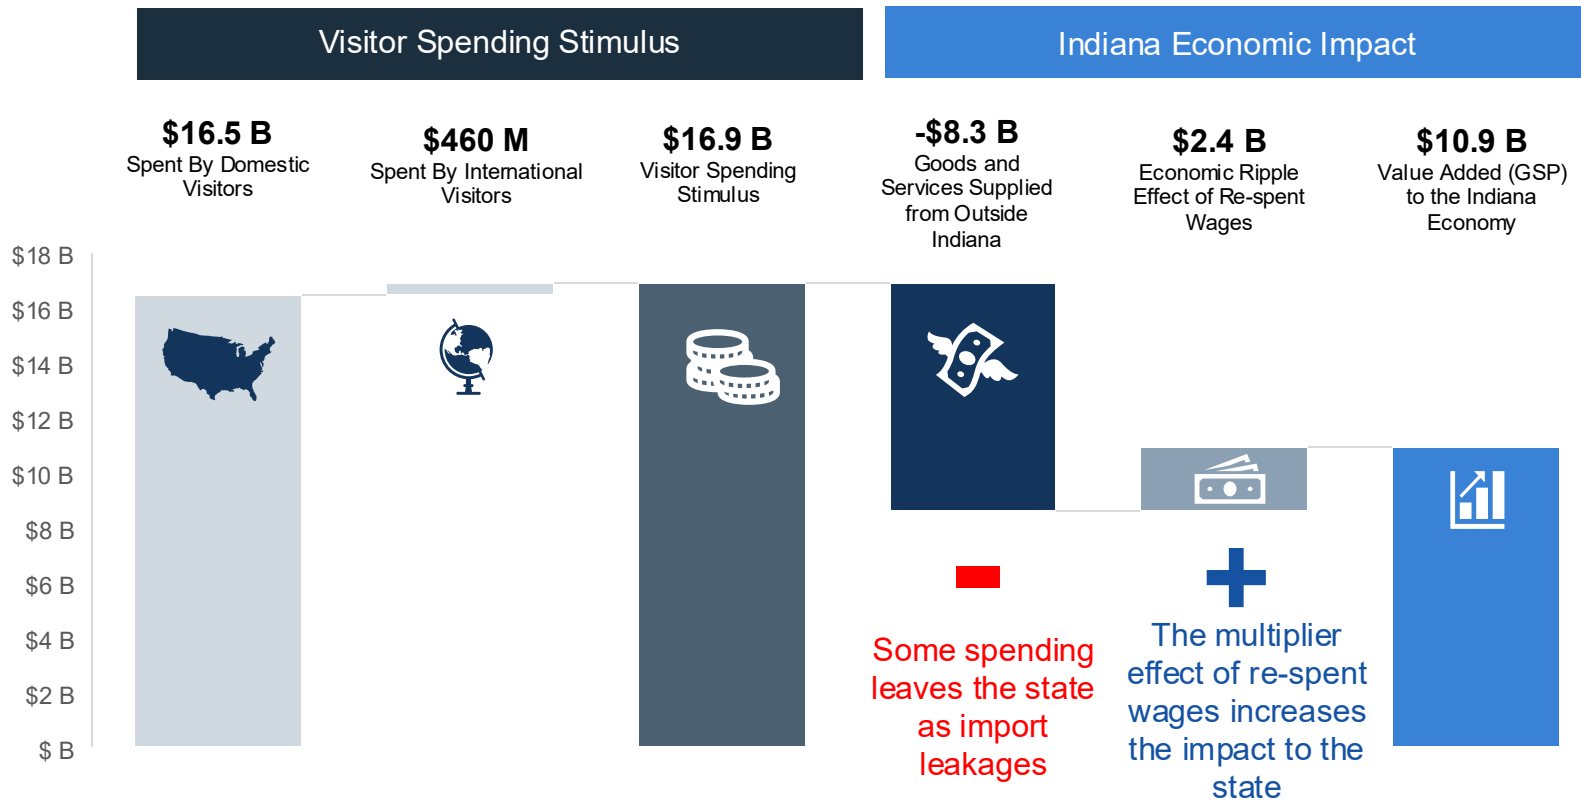 Visitor Spending Stimulus
Indiana Economic Impact
$16.5 B
Spent By Domestic
Visitors
$460 M
Spent By International
Visitors
$16.9 B
Visitor Spending
Stimulus
-$8.3 B
Goods and
Services Supplied
from Outside
Indiana
$2.4 B
Economic Ripple
Effect of Re-spent
Wages
$10.9 B
Value Added (GSP)
to the Indiana
Economy
$18 B
$16 B
$14 B
$12 B
$10 B
$8 B
$6 B
$4 B
$2 B
$ B
Some spending
leaves the state
as import
leakages
The multiplier
effect of re-spent
wages increases
the impact to the
state